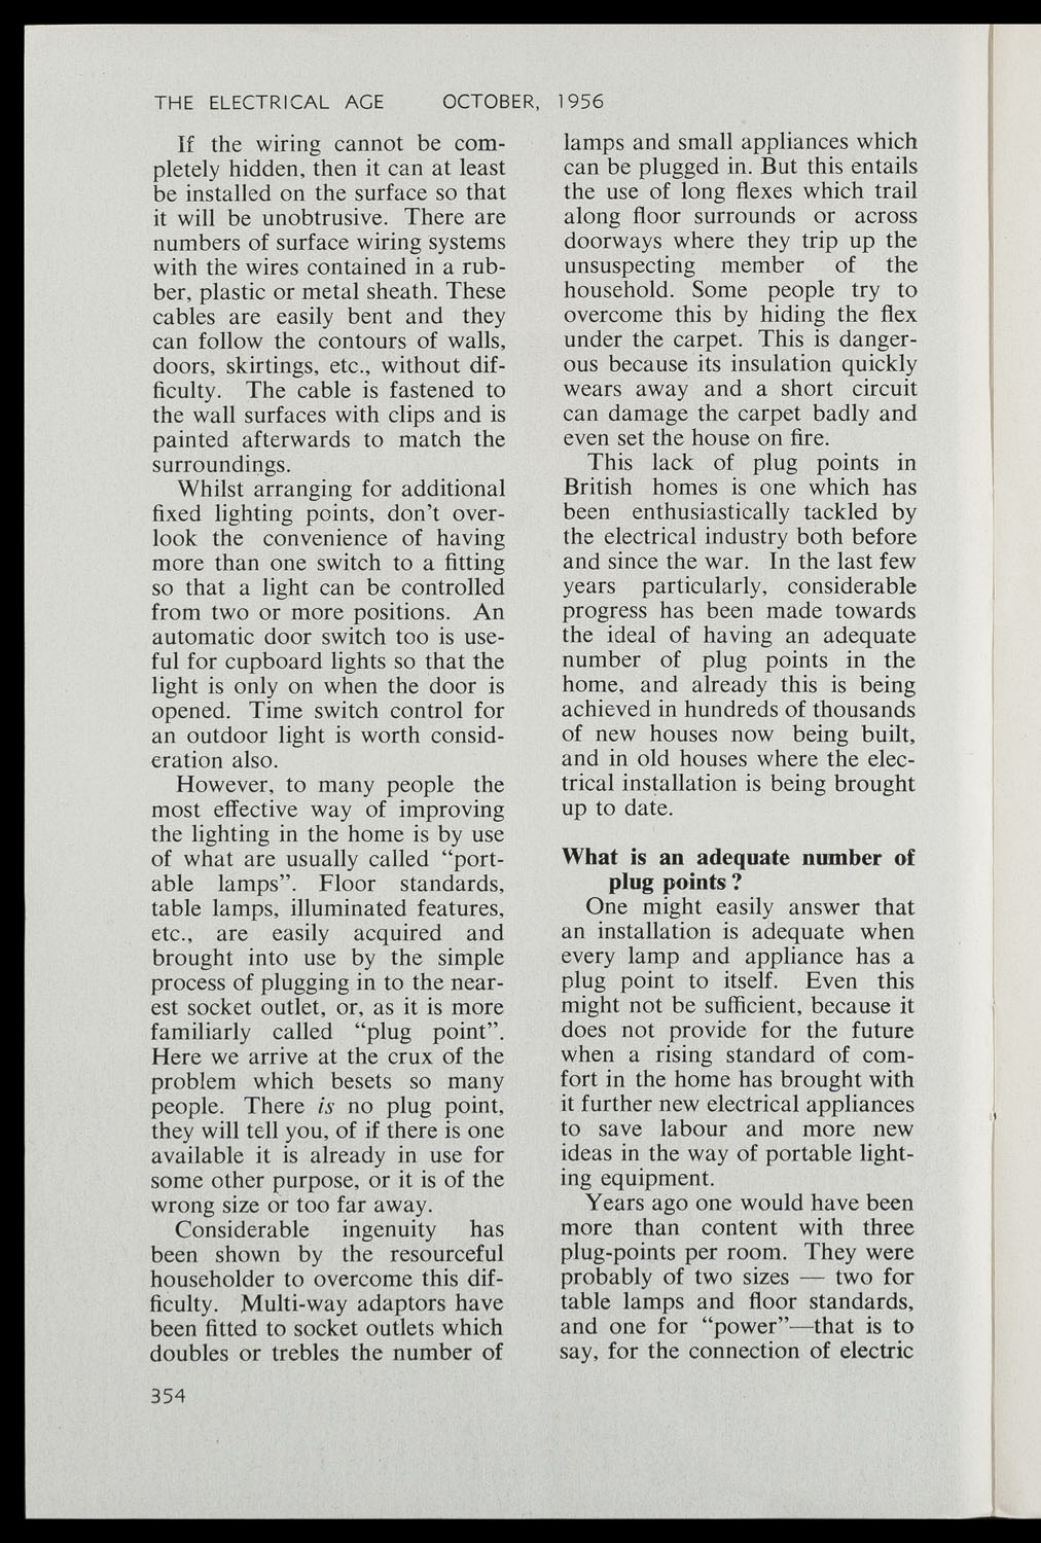 THE ELECTRICAL AGE OCTOBER, 1956
If the wiring cannot be com-
pletely hidden, then it can at least
be installed on the surface so that
it will be unobtrusive. There are
numbers of surface wiring systems
with the wires contained in a rub-
ber, plastic or metal sheath. These
cables are easily bent and they
can follow the contours of walls,
doors, skirtings, etc., without dif-
ficulty. The cable is fastened to
the wall surfaces with clips and is
painted afterwards to match the
surroundings.
Whilst arranging for additional
fixed lighting points, don't over-
look the convenience of having
more than one switch to a fitting
so that a light can be controlled
from two or more positions. An
automatic door switch too is use-
ful for cupboard lights so that the
light is only on when the door is
opened. Time switch control for
an outdoor light is worth consid-
eration also.
However, to many people the
most effective way of improving
the lighting in the home is by use
of what are usually called "port-
able lamps". Floor standards,
table lamps, illuminated features,
etc., are easily acquired and
brought into use by the simple
process of plugging in to the near-
est socket outlet, or, as it is more
familiarly called "plug point".
Here we arrive at the crux of the
problem which besets so many
people. There is no plug point,
they will tell you, of if there is one
available it is already in use for
some other purpose, or it is of the
wrong size or too far away.
Considerable ingenuity has
been shown by the resourceful
householder to overcome this dif-
ficulty. Multi-way adaptors have
been fitted to socket outlets which
doubles or trebles the number of
lamps and small appliances which
can be plugged in. But this entails
the use of long flexes which trail
along floor surrounds or across
doorways where they trip up the
unsuspecting member of the
household. Some people try to
overcome this by hiding the flex
under the carpet. This is danger-
ous because its insulation quickly
wears away and a short circuit
can damage the carpet badly and
even set the house on fire.
This lack of plug points in
British homes is one which has
been enthusiastically tackled by
the electrical industry both before
and since the war. In the last few
years particularly, considerable
progress has been made towards
the ideal of having an adequate
number of plug points in the
home, and already this is being
achieved in hundreds of thousands
of new houses now being built,
and in old houses where the elec-
trical installation is being brought
up to date.
What is an adequate number of
plug points ?
One might easily answer that
an installation is adequate when
every lamp and appliance has a
plug point to itself. Even this
might not be sufficient, because it
does not provide for the future
when a rising standard of com-
fort in the home has brought with
it further new electrical appliances
to save labour and more new
ideas in the way of portable light-
ing equipment.
Years ago one would have been
more than content with three
plug-points per room. They were
probably of two sizes — two for
table lamps and floor standards,
and one for "power"—that is to
say, for the connection of electric
354